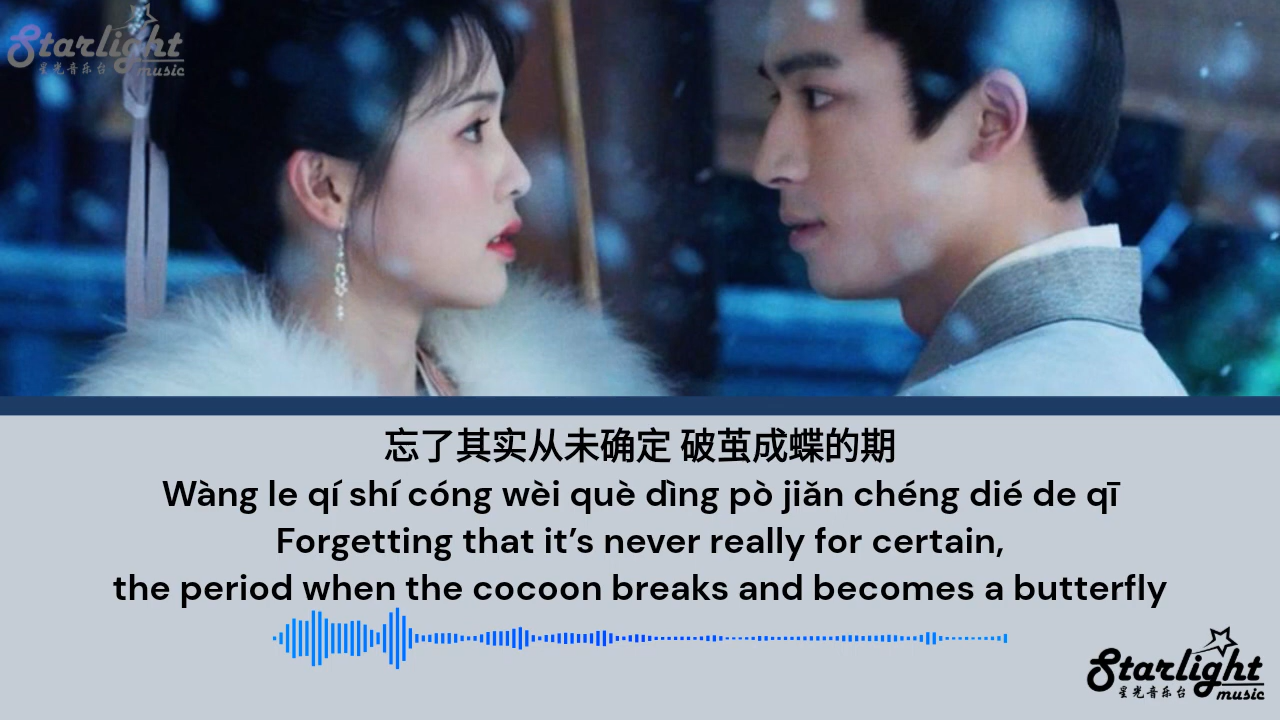 Starlight
星光音乐台 music
忘了其实从未确定 破茧成蝶的期
Wàng le qí shí cóng wèi què dìng pò jiǎn chéng dié de qī
Forgetting that it’s never really for certain,
the period when the cocoon breaks and becomes a butterfly
Starlight
星光音乐台 music